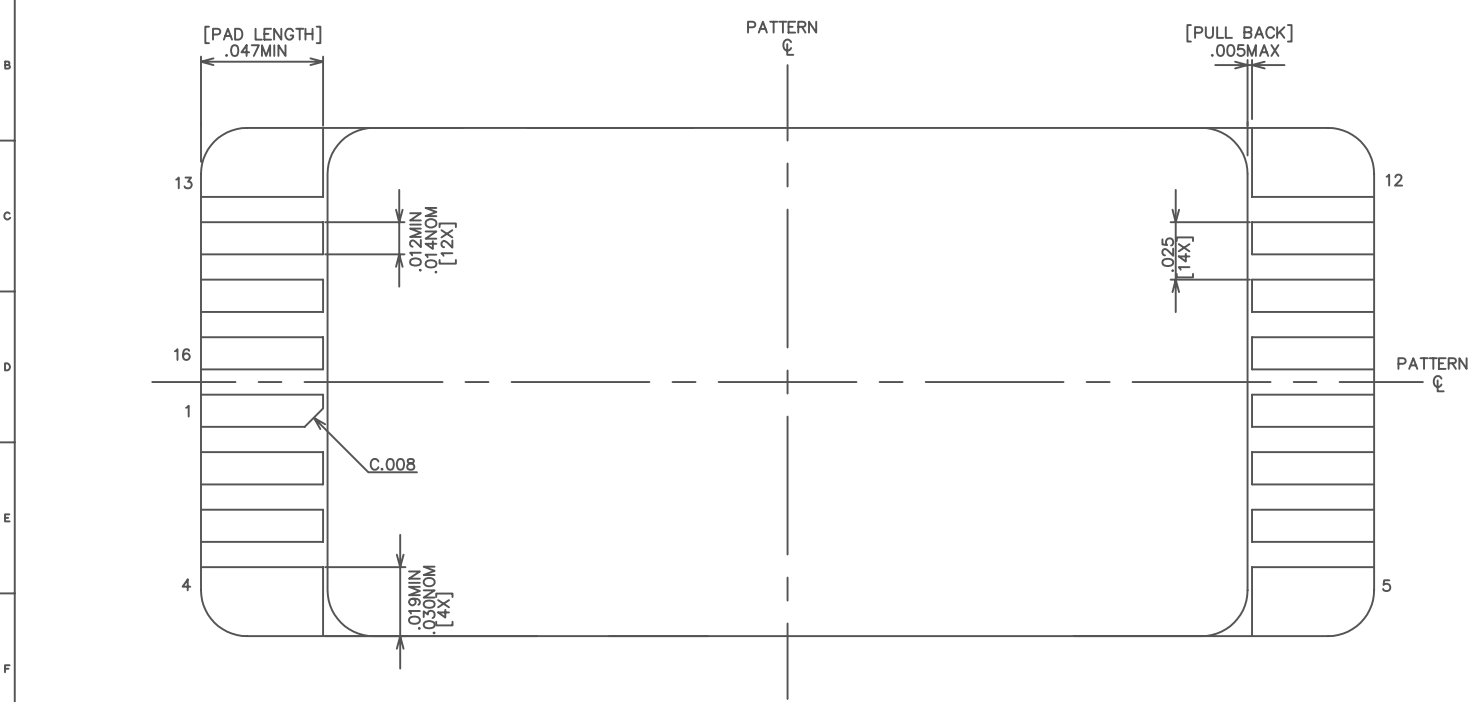 [PAD LENGTH]
.047MIN
PATTERN
℄
[PULL BACK]
.005MAX
B
13
12
C
.012MIN
.014NOM
[12X]
.025
[14X]
16
D
PATTERN
℄
1
C.008
E
4
.019MIN
.030NOM
[4X]
5
F